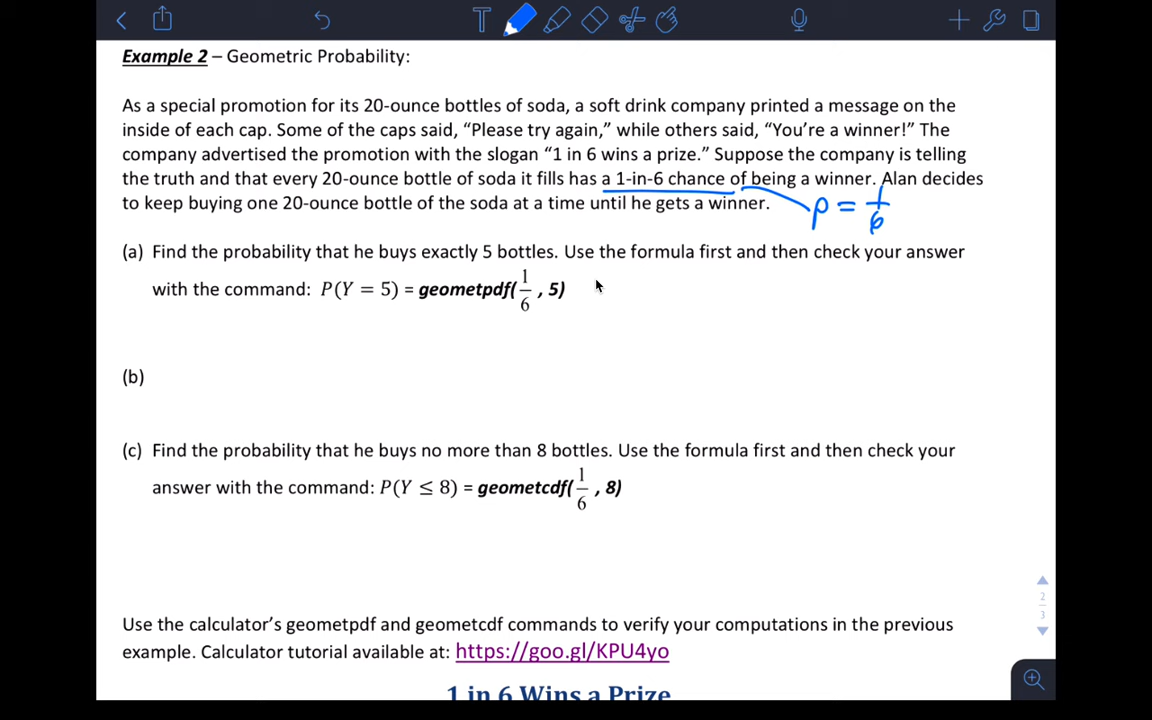 Example 2 – Geometric Probability:
As a special promotion for its 20-ounce bottles of soda, a soft drink company printed a message on the
inside of each cap. Some of the caps said, “Please try again,” while others said, “You’re a winner!” The
company advertised the promotion with the slogan “1 in 6 wins a prize.” Suppose the company is telling
the truth and that every 20-ounce bottle of soda it fills has a 1-in-6 chance of being a winner. Alan decides
to keep buying one 20-ounce bottle of the soda at a time until he gets a winner.
p = 1/6
(a) Find the probability that he buys exactly 5 bottles. Use the formula first and then check your answer
with the command: P(Y = 5) = geometpdf(1/6 , 5)
(b)
(c) Find the probability that he buys no more than 8 bottles. Use the formula first and then check your
answer with the command: P(Y ≤ 8) = geometcdf(1/6 , 8)
2
3
Use the calculator’s geometpdf and geometcdf commands to verify your computations in the previous
example. Calculator tutorial available at: https://goo.gl/KPU4yo
1 in 6 Wins a Prize